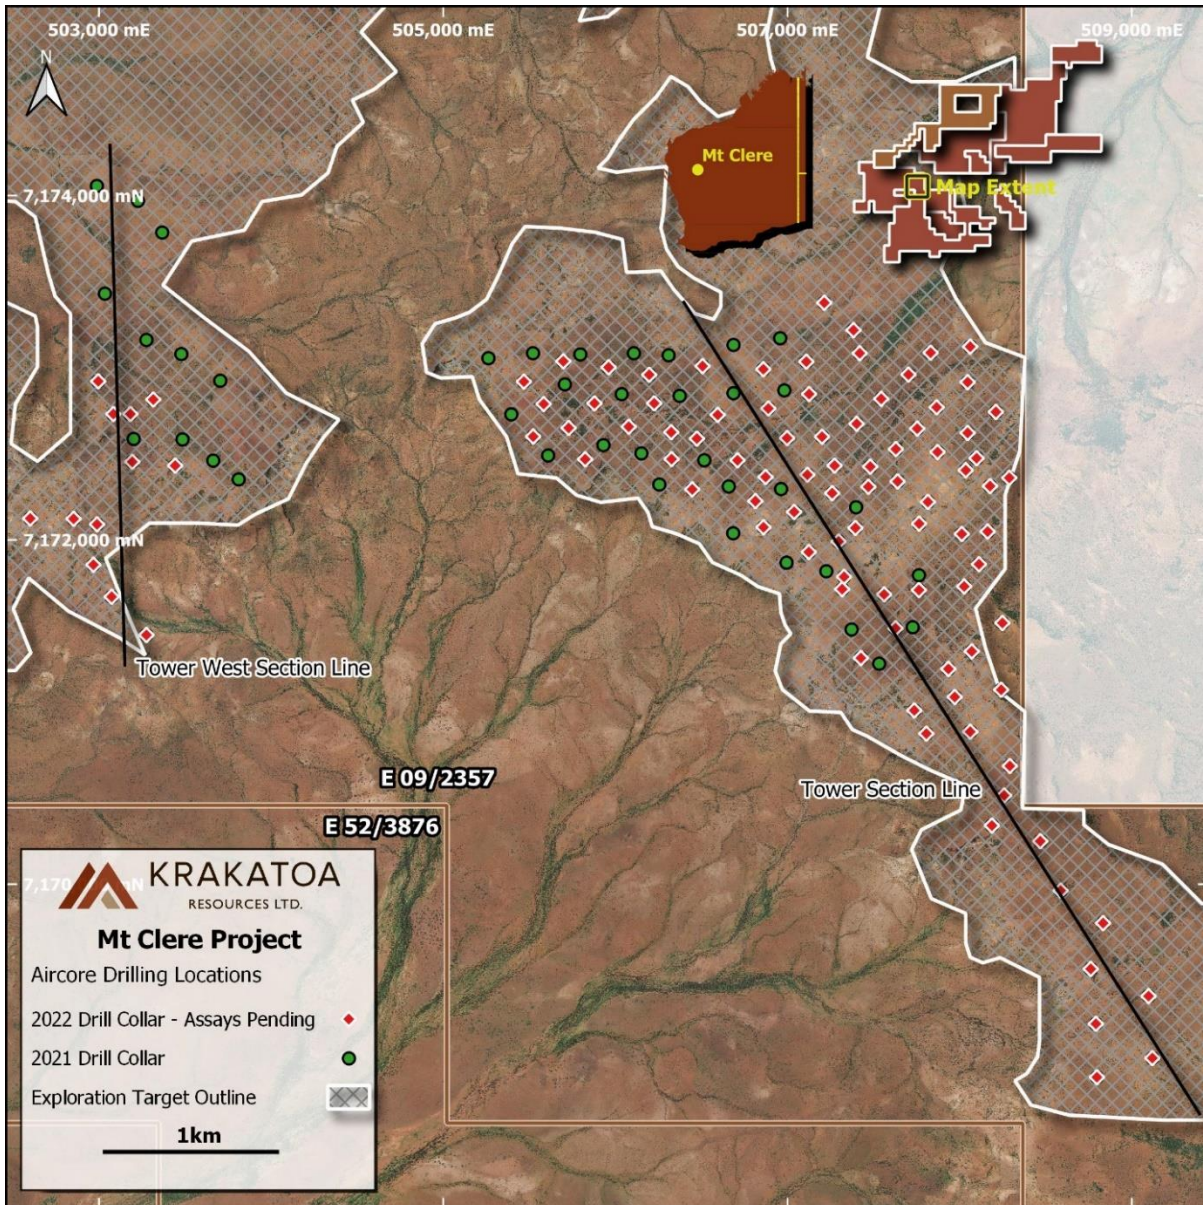 503,000 mE
505,000 mE
507,000 mE
509,000 mE
N
Mt Clere
7,174,000 mN
Map Extent
7,172,000 mN
Tower West Section Line
E 09/2357
Tower Section Line
E 52/3876
KRAKATOA
RESOURCES LTD.
Mt Clere Project
Aircore Drilling Locations
2022 Drill Collar - Assays Pending
2021 Drill Collar
Exploration Target Outline
1km